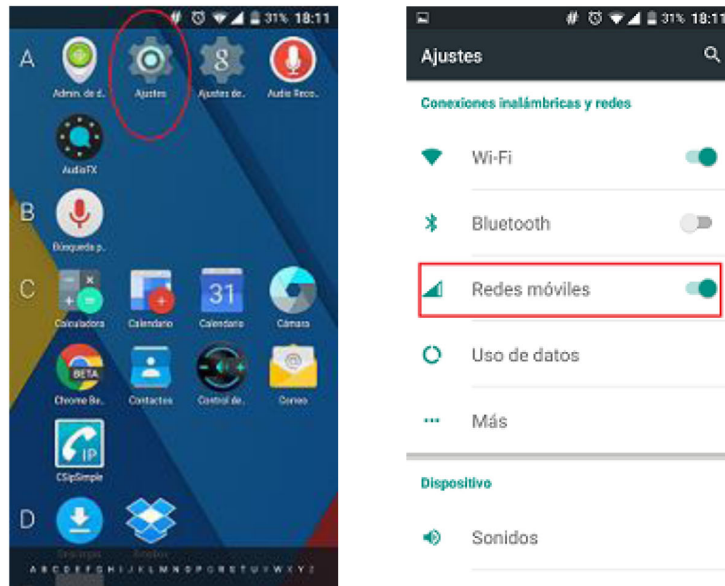 # 31% 18:11
A
Admin. de d.. Ajustes Ajustes de.. Audio Reco..
AudioFX
B
Búsqueda p..
C
31
Calculadora Calendario Calendario Cámara
BETA
Chrome Be.. Contactos Control de.. Correo
IP
CSipSimple
D
Descargas Dropbox
A B C D E F G H I J K L M N O P Q R S T U V W X Y Z
# 31% 18:11
Ajustes
Conexiones inalámbricas y redes
Wi-Fi
Bluetooth
Redes móviles
Uso de datos
Más
Dispositivo
Sonidos